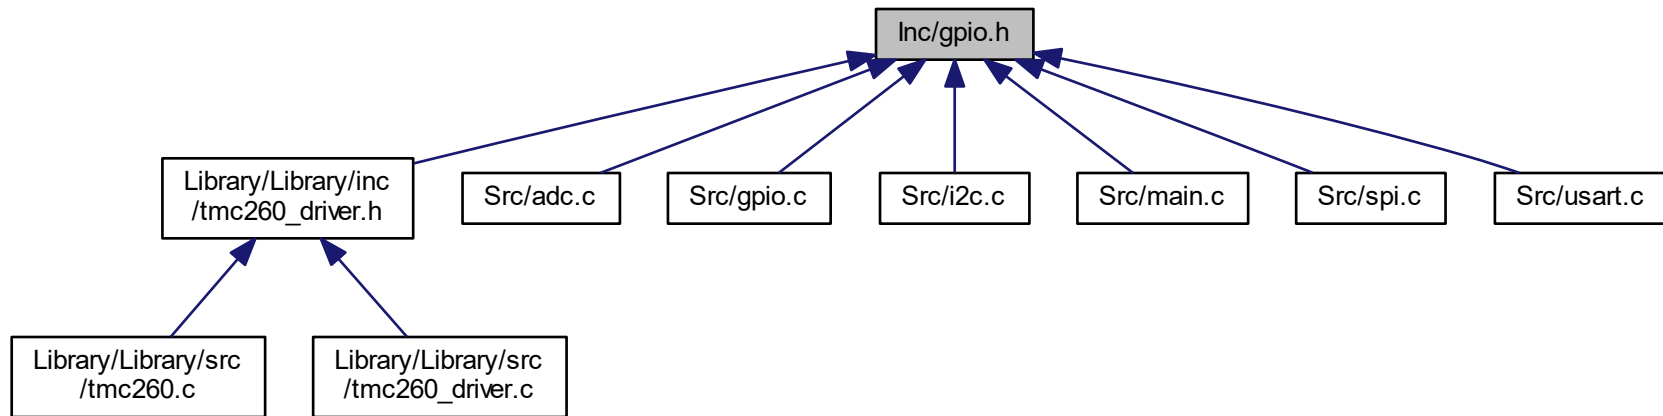 Inc/gpio.h
Library/Library/inc
/tmc260_driver.h
Src/adc.c
Src/gpio.c
Src/i2c.c
Src/main.c
Src/spi.c
Src/usart.c
Library/Library/src
/tmc260.c
Library/Library/src
/tmc260_driver.c